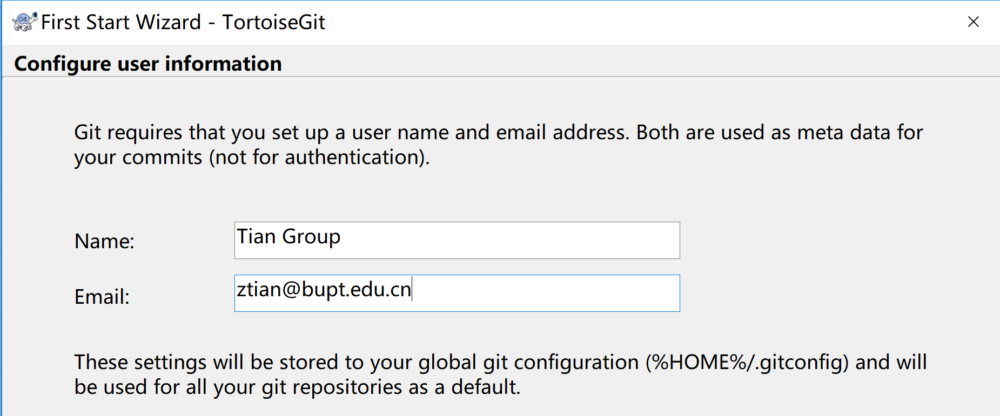 Git
First Start Wizard - TortoiseGit
Configure user information
Git requires that you set up a user name and email address. Both are used as meta data for
your commits (not for authentication).
Name:
Tian Group
Email:
ztian@bupt.edu.cn
These settings will be stored to your global git configuration (%HOME%/.gitconfig) and will
be used for all your git repositories as a default.